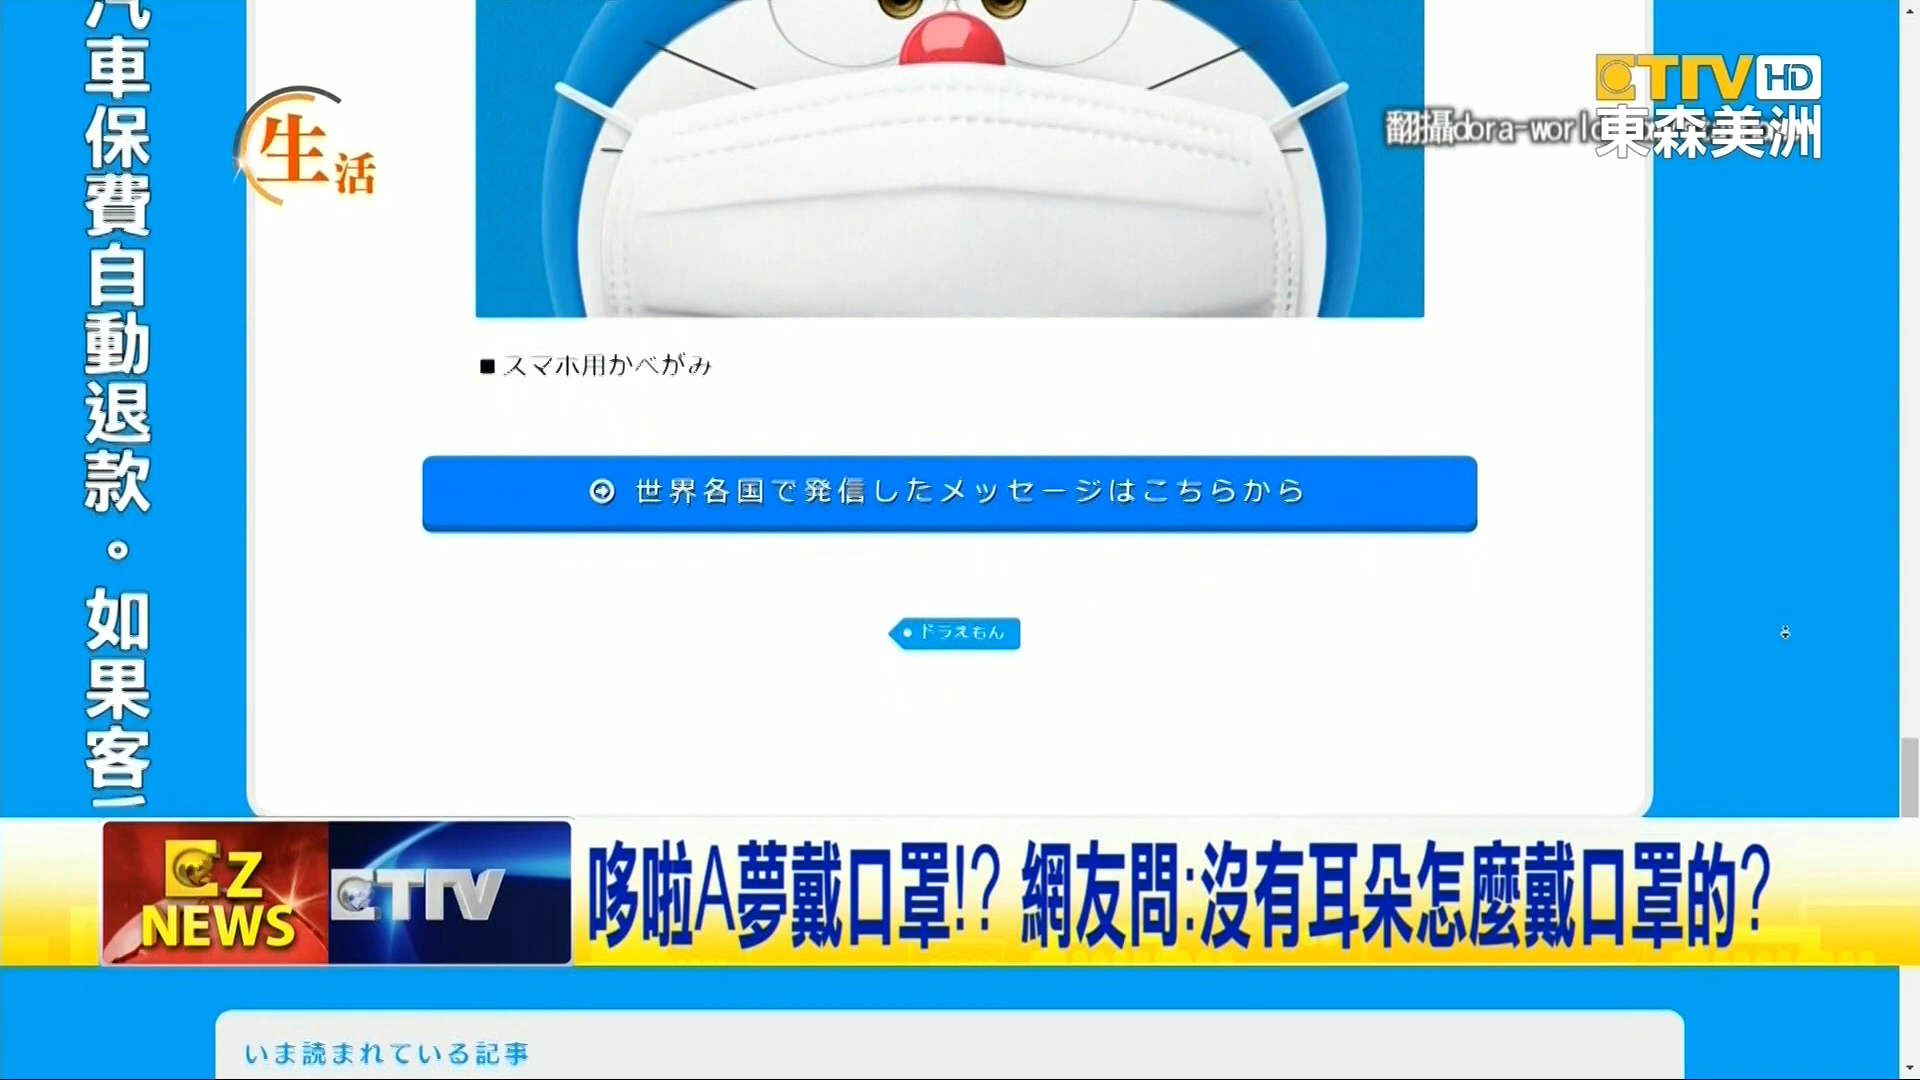 汽車保費自動退款。如果客
生活
ETTV HD
東森美洲
翻攝dora-world
■スマホ用かべがみ
世界各国で発信したメッセージはこちらから
ドラえもん
EZ NEWS
ETTV
哆啦A夢戴口罩!? 網友問:沒有耳朵怎麼戴口罩的?
いま読まれている記事